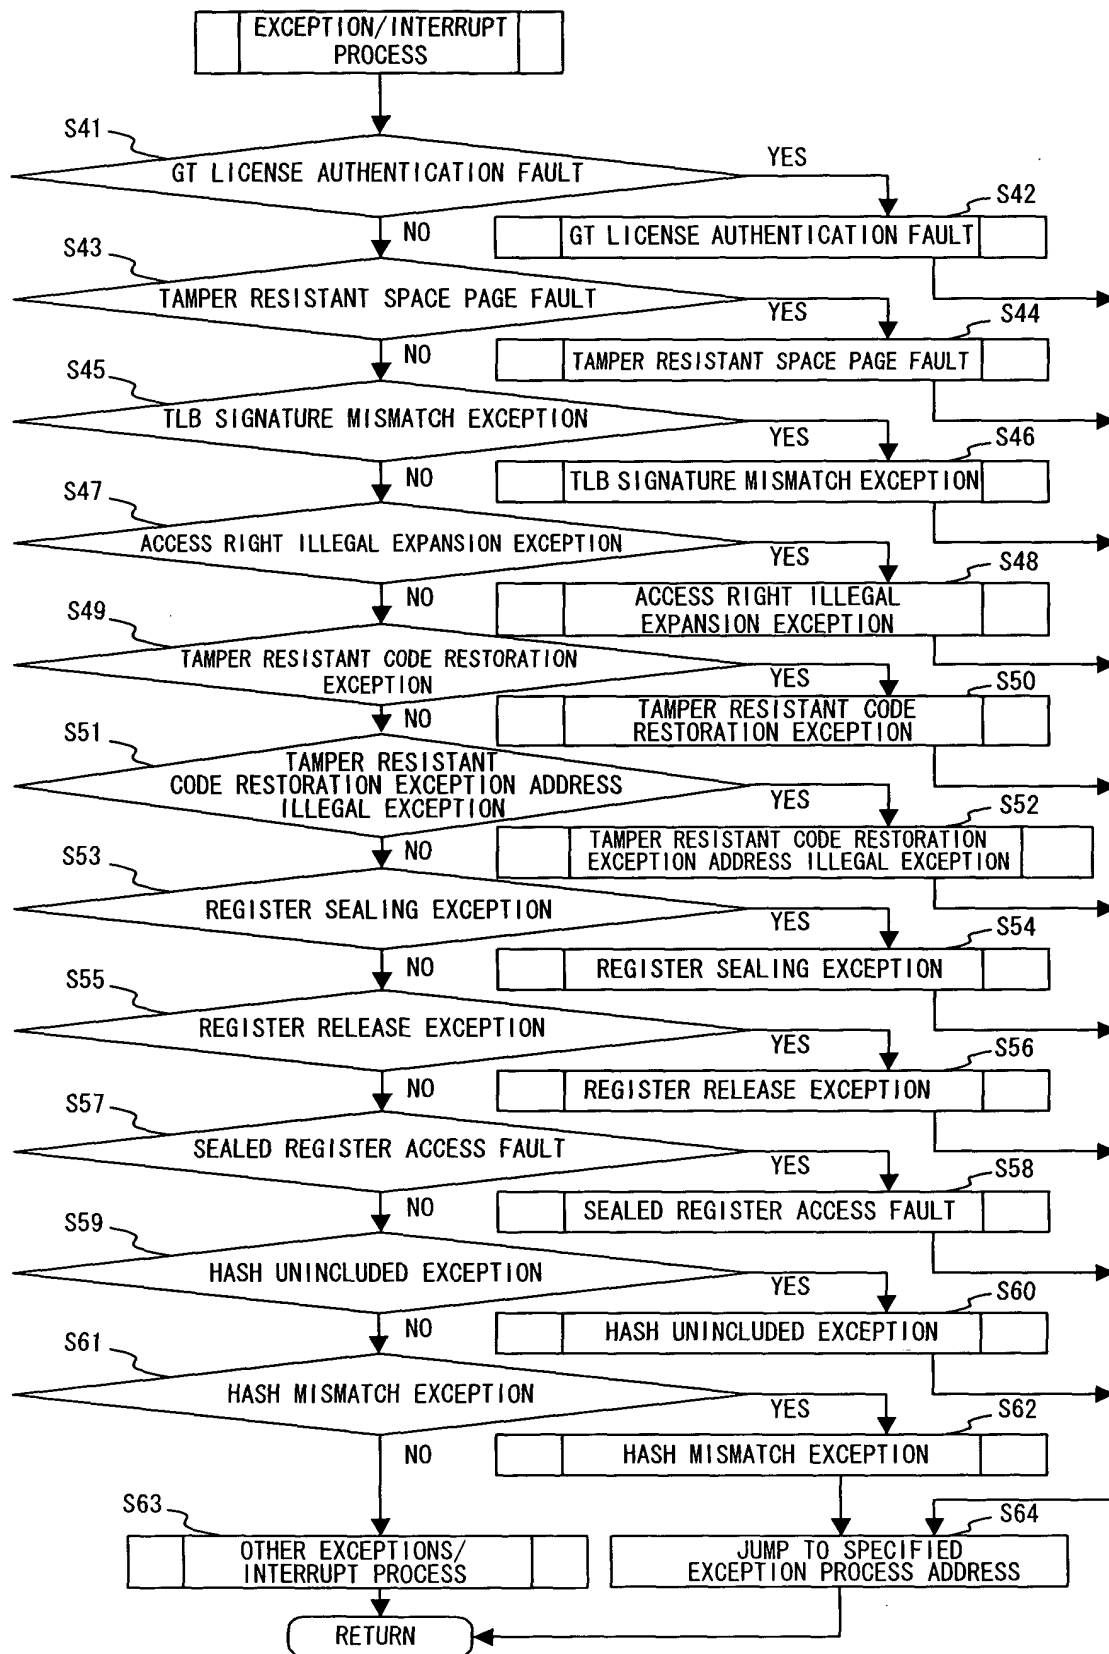 EXCEPTION/INTERRUPT
PROCESS
S41
GT LICENSE AUTHENTICATION FAULT
YES
S42
GT LICENSE AUTHENTICATION FAULT
NO
S43
TAMPER RESISTANT SPACE PAGE FAULT
YES
S44
TAMPER RESISTANT SPACE PAGE FAULT
NO
S45
TLB SIGNATURE MISMATCH EXCEPTION
YES
S46
TLB SIGNATURE MISMATCH EXCEPTION
NO
S47
ACCESS RIGHT ILLEGAL EXPANSION EXCEPTION
YES
S48
ACCESS RIGHT ILLEGAL
EXPANSION EXCEPTION
NO
S49
TAMPER RESISTANT CODE RESTORATION
EXCEPTION
YES
S50
TAMPER RESISTANT CODE
RESTORATION EXCEPTION
NO
S51
TAMPER RESISTANT
CODE RESTORATION EXCEPTION ADDRESS
ILLEGAL EXCEPTION
YES
S52
TAMPER RESISTANT CODE RESTORATION
EXCEPTION ADDRESS ILLEGAL EXCEPTION
NO
S53
REGISTER SEALING EXCEPTION
YES
S54
REGISTER SEALING EXCEPTION
NO
S55
REGISTER RELEASE EXCEPTION
YES
S56
REGISTER RELEASE EXCEPTION
NO
S57
SEALED REGISTER ACCESS FAULT
YES
S58
SEALED REGISTER ACCESS FAULT
NO
S59
HASH UNINCLUDED EXCEPTION
YES
S60
HASH UNINCLUDED EXCEPTION
NO
S61
HASH MISMATCH EXCEPTION
YES
S62
HASH MISMATCH EXCEPTION
NO
S63
OTHER EXCEPTIONS/
INTERRUPT PROCESS
S64
JUMP TO SPECIFIED
EXCEPTION PROCESS ADDRESS
RETURN